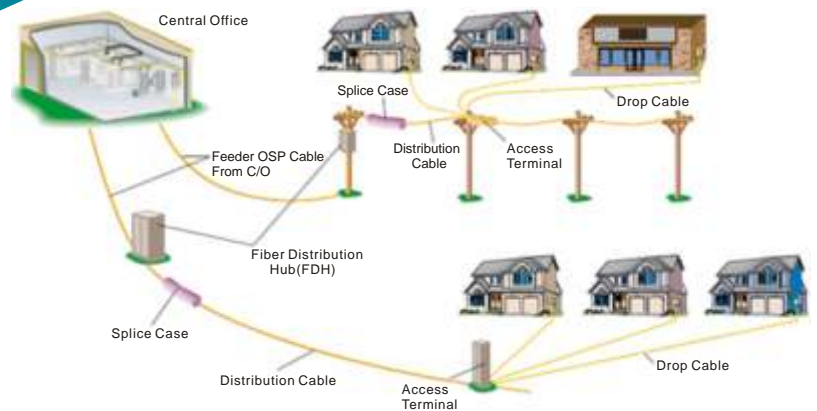 Central Office
Splice Case
Drop Cable
Distribution
Cable
Access
Terminal
Feeder OSP Cable
From C/O
Fiber Distribution
Hub(FDH)
Splice Case
Distribution Cable
Access
Terminal
Drop Cable